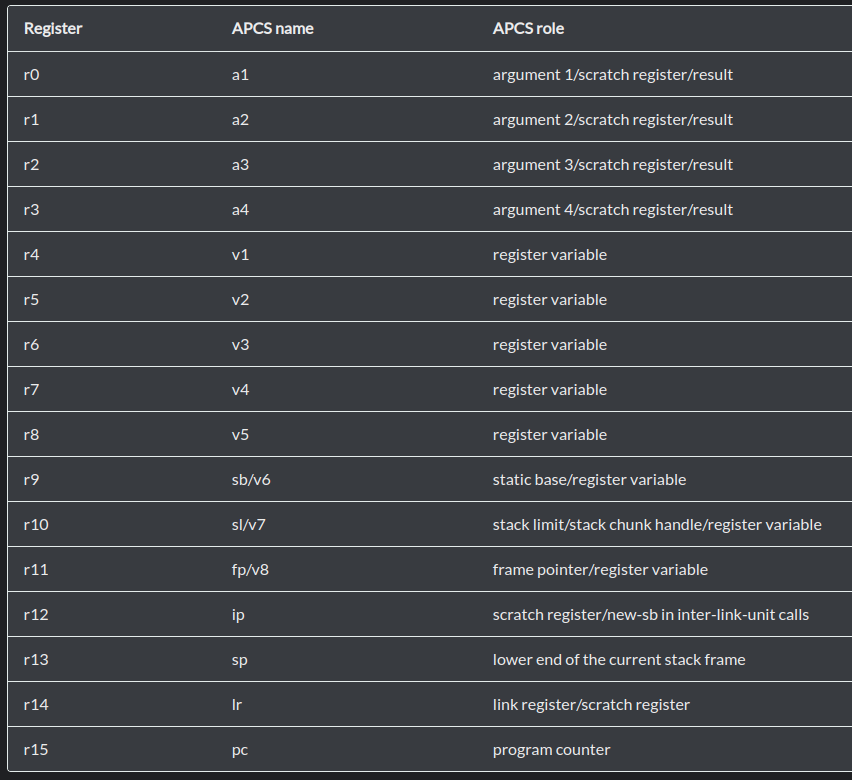 Register APCS name APCS role
r0 a1 argument 1/scratch register/result
r1 a2 argument 2/scratch register/result
r2 a3 argument 3/scratch register/result
r3 a4 argument 4/scratch register/result
r4 v1 register variable
r5 v2 register variable
r6 v3 register variable
r7 v4 register variable
r8 v5 register variable
r9 sb/v6 static base/register variable
r10 sl/v7 stack limit/stack chunk handle/register variable
r11 fp/v8 frame pointer/register variable
r12 ip scratch register/new-sb in inter-link-unit calls
r13 sp lower end of the current stack frame
r14 lr link register/scratch register
r15 pc program counter